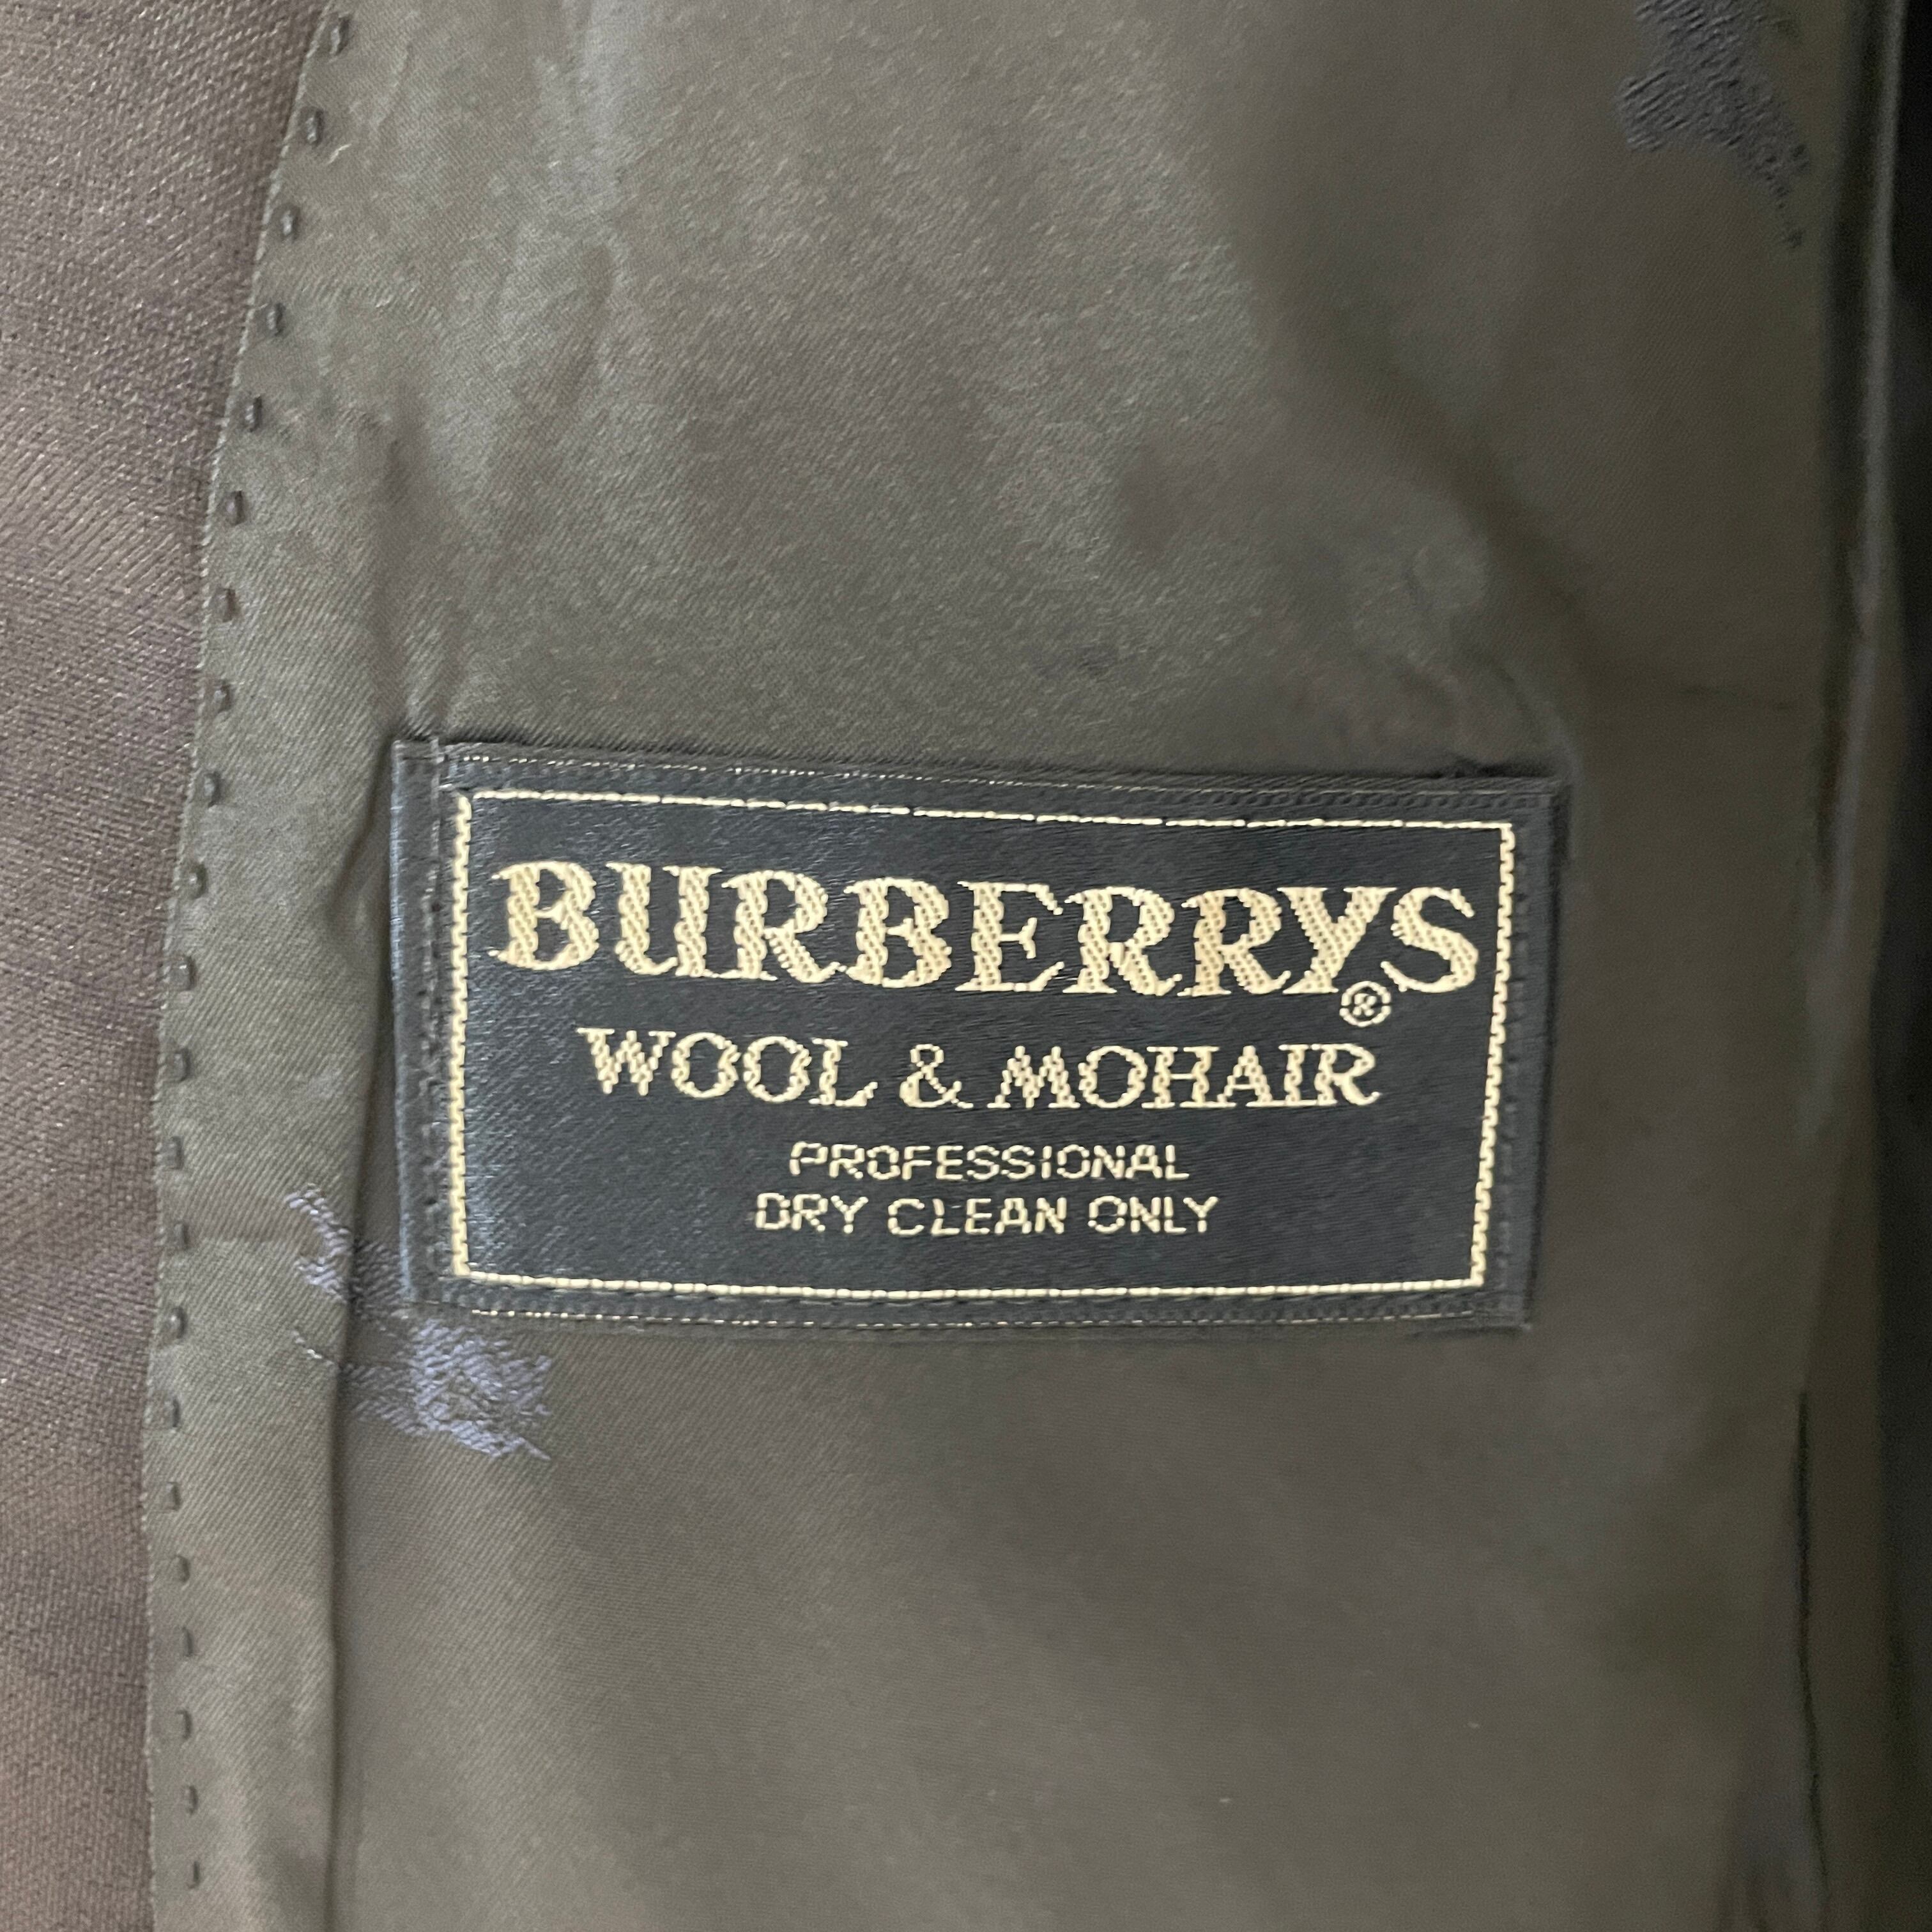 BURBERRYS
®
WOOL & MOHAIR
PROFESSIONAL
DRY CLEAN ONLY